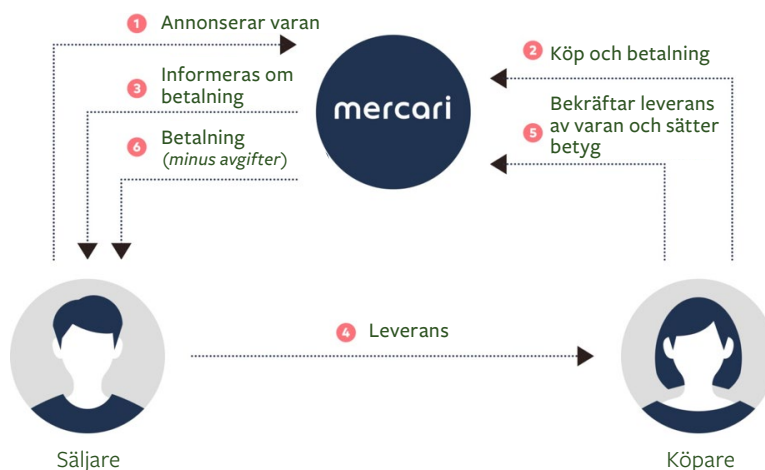 1 Annonserar varan
2 Köp och betalning
3 Informeras om
betalning
mercari
Bekräftar leverans
5 av varan och sätter
betyg
6 Betalning
(minus avgifter)
4 Leverans
Säljare
Köpare